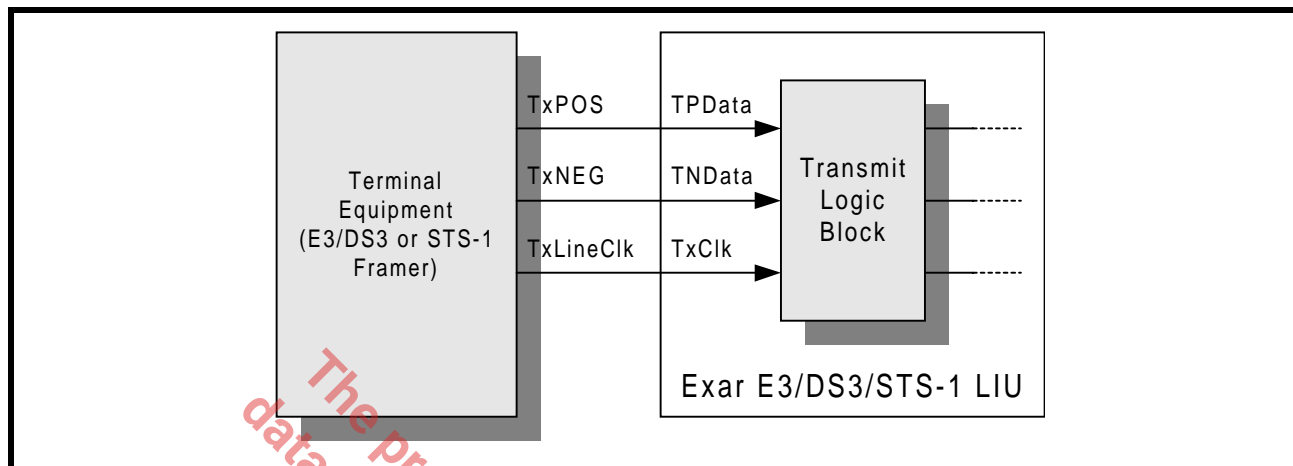 TxPOS
TPData
TxNEG
TNData
TxLineClk
TxClk
Terminal
Equipment
(E3/DS3 or STS-1
Framer)
Transmit
Logic
Block
Exar E3/DS3/STS-1 LIU
The pr
data